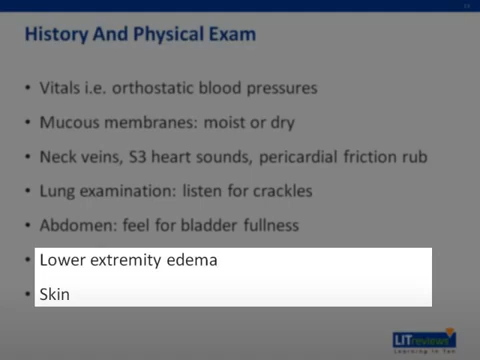 History And Physical Exam
• Vitals i.e. orthostatic blood pressures
• Mucous membranes: moist or dry
• Neck veins, S3 heart sounds, pericardial friction rub
• Lung examination: listen for crackles
• Abdomen: feel for bladder fullness
• Lower extremity edema
• Skin
LITreviews
Learning is Fun